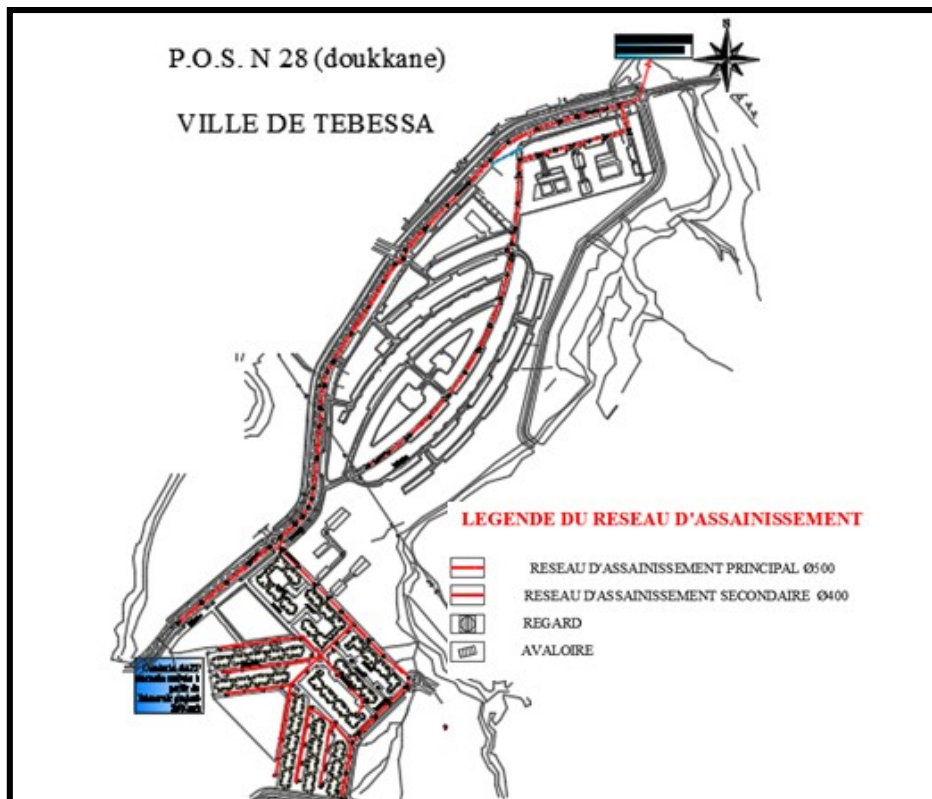 P.O.S. N 28 (doukkane)
VILLE DE TEBESSA
S
LEGENDE DU RESEAU D'ASSAINISSEMENT
RESEAU D'ASSAINISSEMENT PRINCIPAL Ø500
RESEAU D'ASSAINISSEMENT SECONDAIRE Ø400
REGARD
AVALOIRE